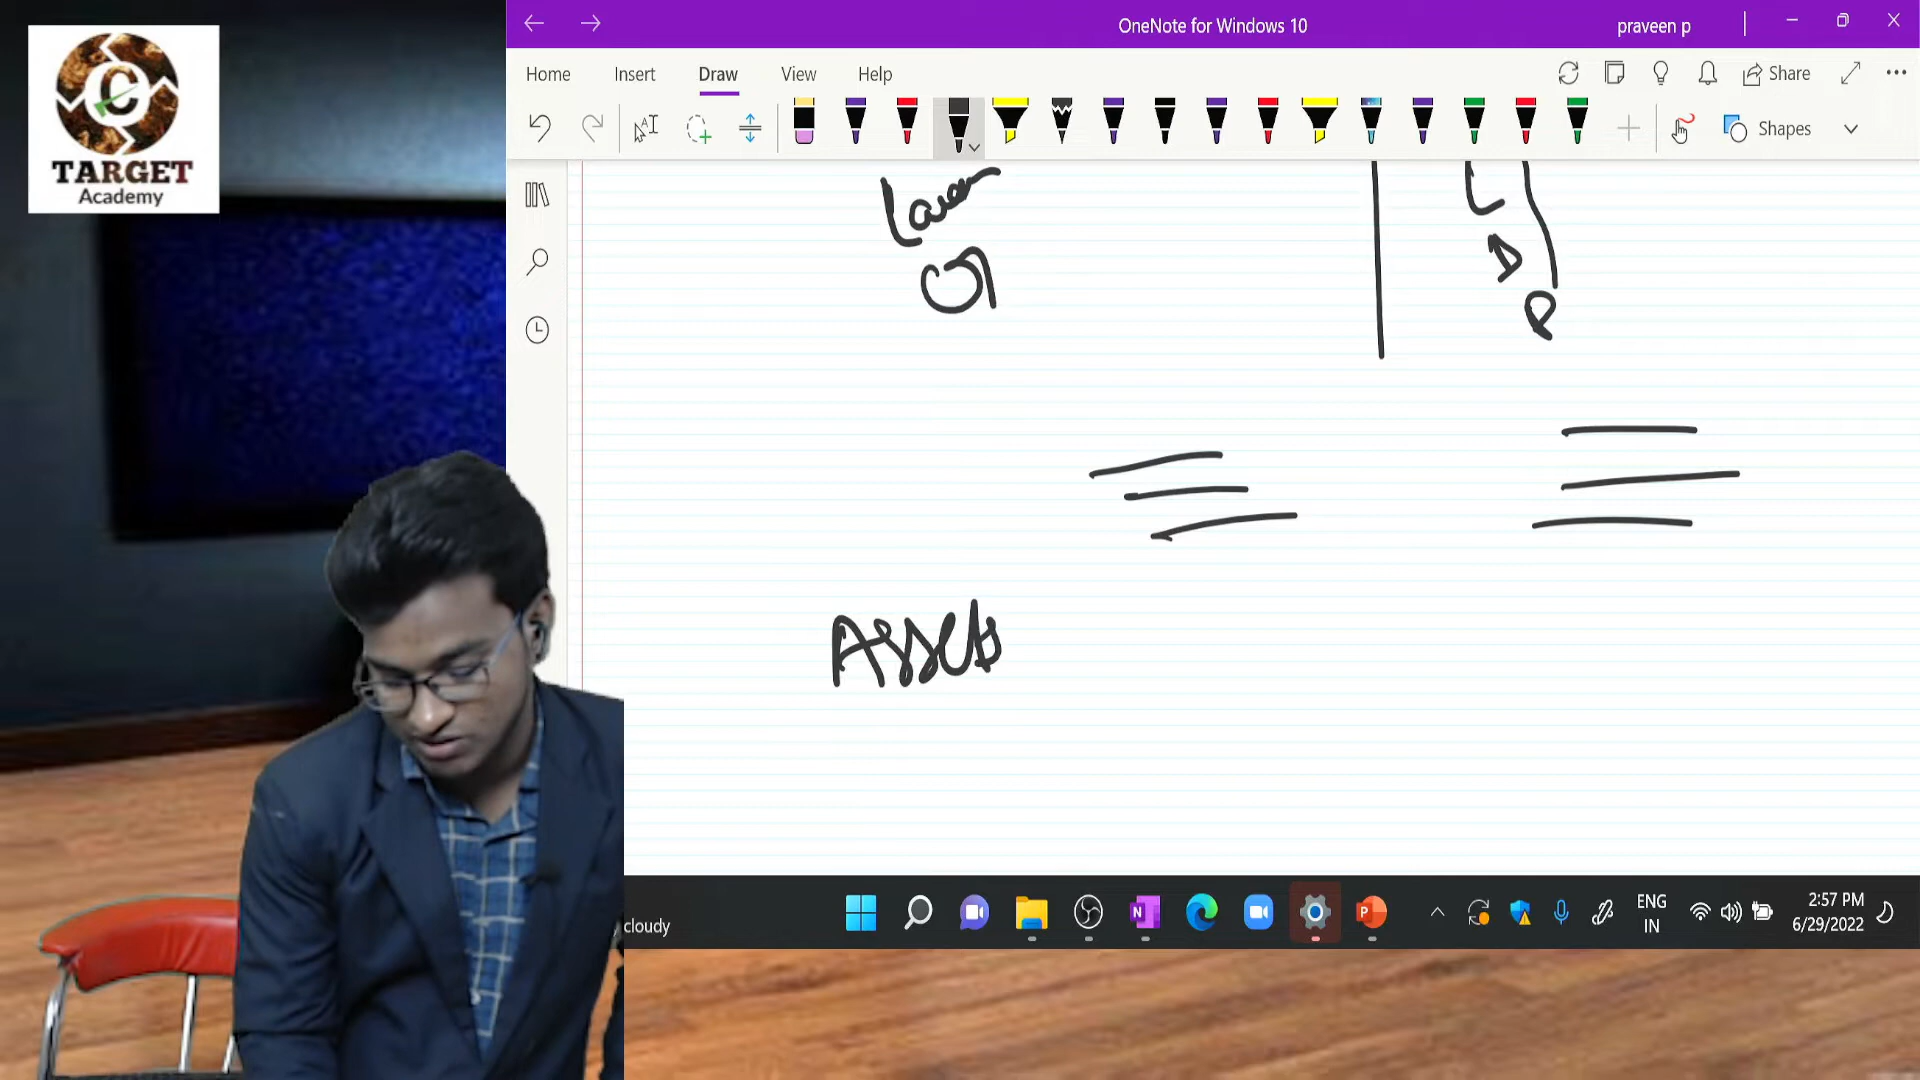 TARGET
Academy
OneNote for Windows 10
praveen p
Home
Insert
Draw
View
Help
Share
Shapes
L
D
P
Assets
cloudy
ENG
IN
2:57 PM
6/29/2022